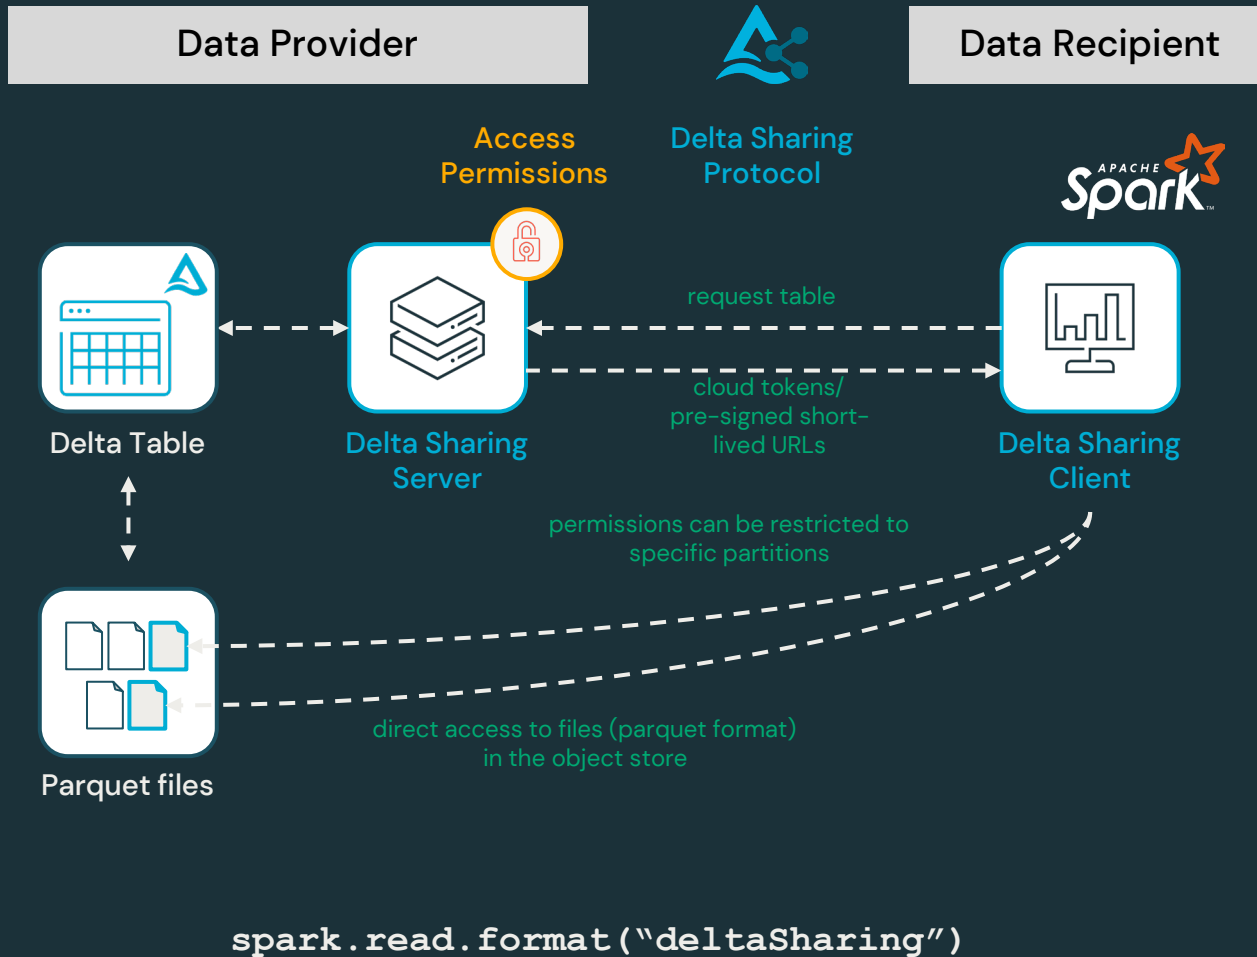 Data Provider
Data Recipient
Access
Permissions
Delta Sharing
Protocol
APACHE
Spark™
request table
cloud tokens/
pre-signed short-
lived URLs
Delta Table
Delta Sharing
Server
Delta Sharing
Client
permissions can be restricted to
specific partitions
direct access to files (parquet format)
in the object store
Parquet files
spark.read.format(“deltaSharing”)